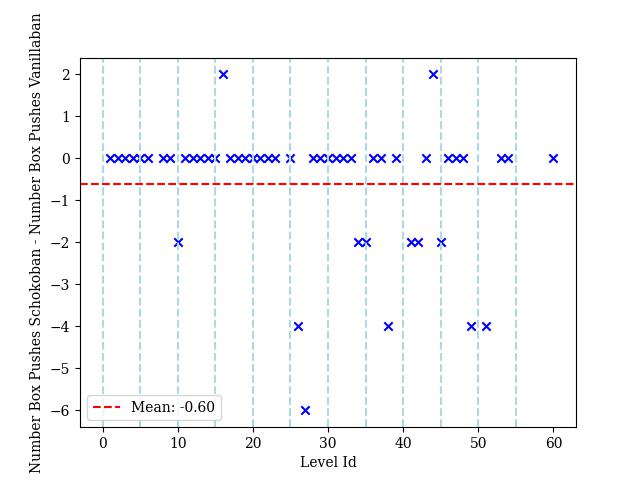 Number Box Pushes Schokoban - Number Box Pushes Vanillaban
2
1
0
−1
−2
−3
−4
−5
−6
Mean: -0.60
0 10 20 30 40 50 60
Level Id